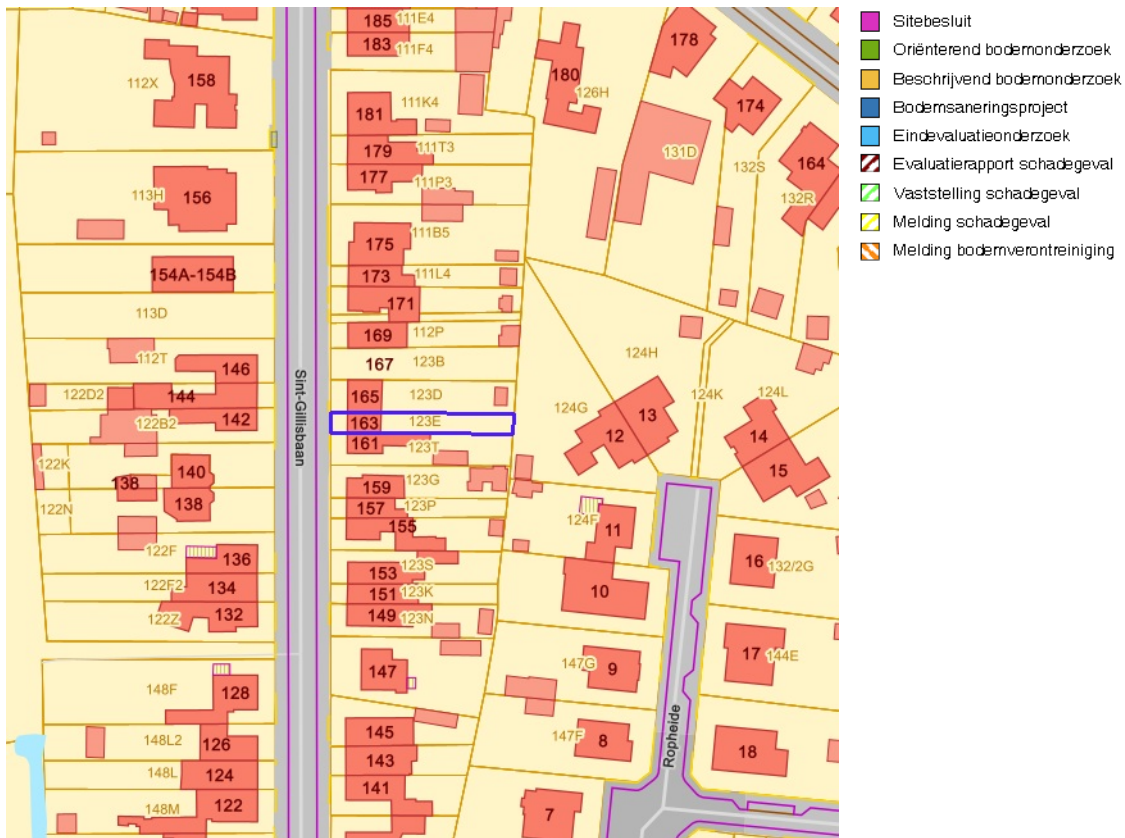 185
111E4
183
111F4
158
112X
180
126H
178
174
181
111K4
179
111T3
177
111P3
131D
132S
164
132R
113H
156
111B5
175
154A-154B
173
111L4
171
113D
169
112P
124H
112T
146
167
123B
122D2
144
165
123D
124G
13
124K
124L
122B2
142
163
123E
12
14
161
123T
15
Sint-Gillisbaan
122K
140
138
159
123G
122N
138
157
123P
124F
11
155
122F
136
153
123S
16
132/2G
122F2
134
151
123K
10
122Z
132
149
123N
147
147G
9
17
144E
148F
128
145
147F
8
Ropheide
18
148L2
126
143
148L
124
141
148M
122
7
Sitebesluit
Oriënterend bodemonderzoek
Beschrijvend bodemonderzoek
Bodemsaneringsproject
Eindevaluatieonderzoek
Evaluatierapport schadegeval
Vaststelling schadegeval
Melding schadegeval
Melding bodemverontreiniging